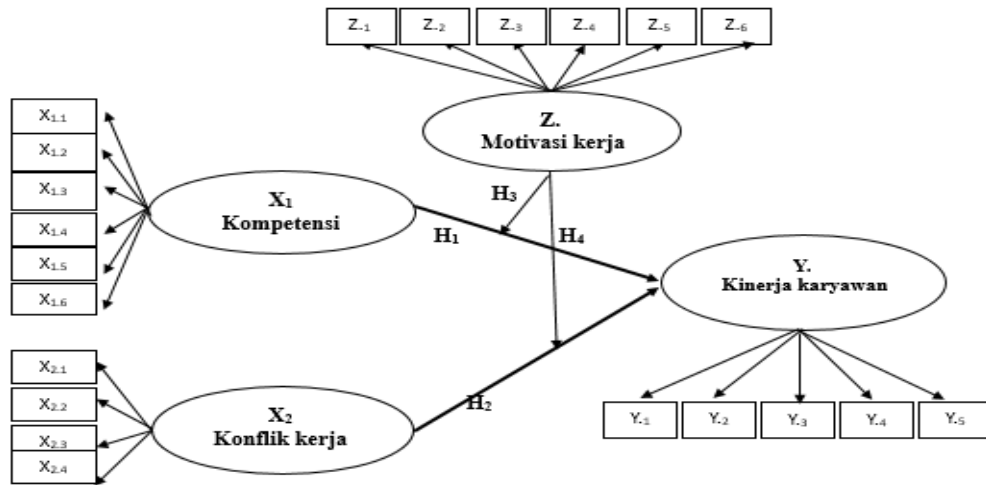 Z.1 Z.2 Z.3 Z.4 Z.5 Z.6
Z.
Motivasi kerja
X1.1
X1.2
X1.3
X1.4
X1.5
X1.6
X1
Kompetensi
H3
H1
H4
Y.
Kinerja karyawan
X2.1
X2.2
X2.3
X2.4
X2
Konflik kerja
H2
Y.1 Y.2 Y.3 Y.4 Y.5